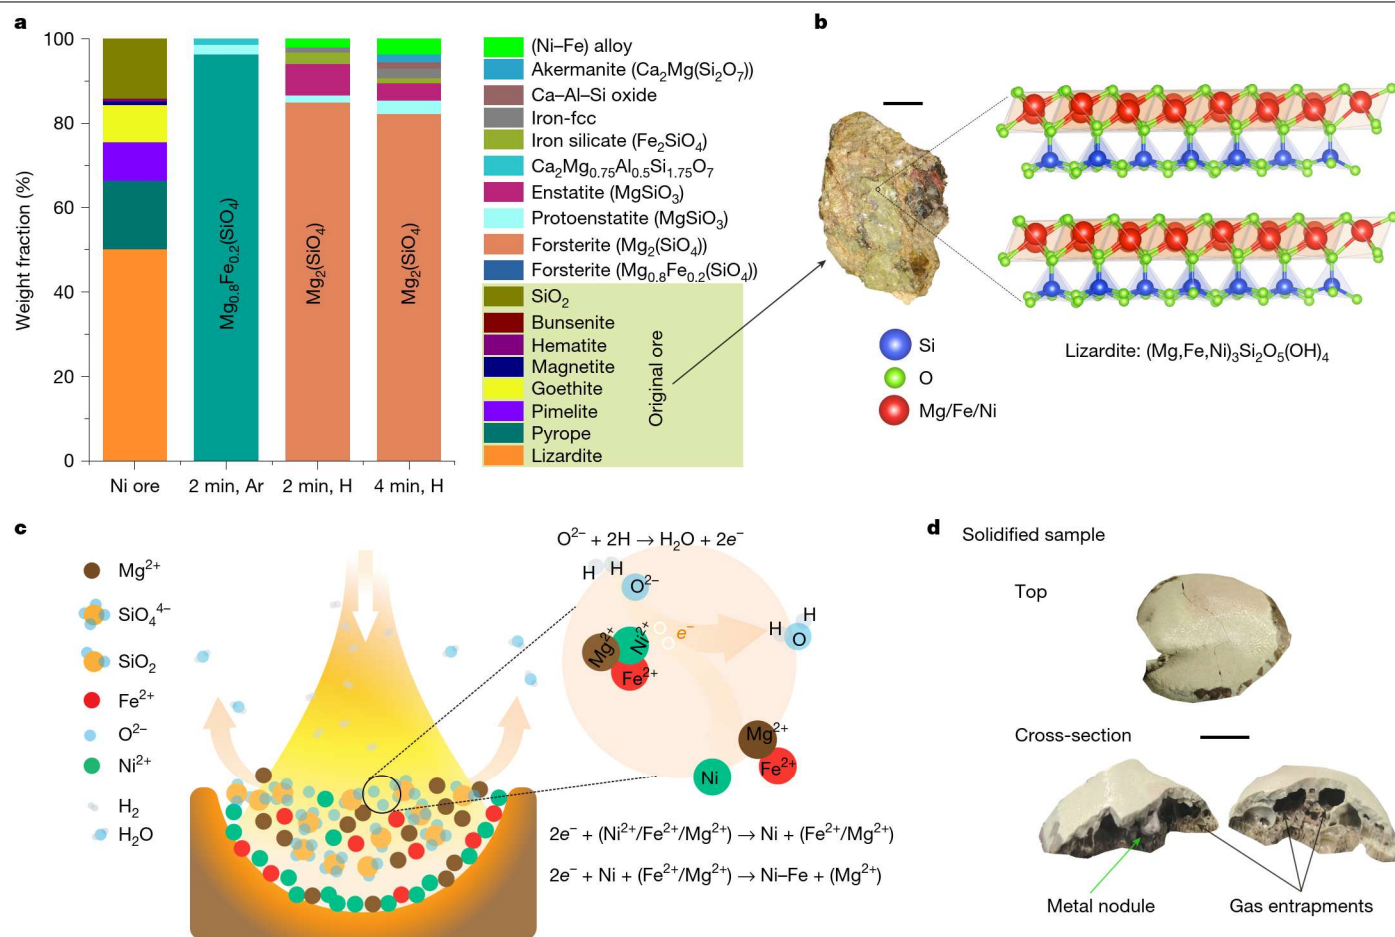 a
100
80
60
40
20
0
Weight fraction (%)
Mg0.8Fe0.2(SiO4)
Mg2(SiO4)
Mg2(SiO4)
Ni ore
2 min, Ar
2 min, H
4 min, H
(Ni–Fe) alloy
Akermanite (Ca2Mg(Si2O7))
Ca–Al–Si oxide
Iron-fcc
Iron silicate (Fe2SiO4)
Ca2Mg0.75Al0.5Si1.75O7
Enstatite (MgSiO3)
Protoenstatite (MgSiO3)
Forsterite (Mg2(SiO4))
Forsterite (Mg0.8Fe0.2(SiO4))
SiO2
Bunsenite
Hematite
Magnetite
Goethite
Pimelite
Pyrope
Lizardite
Original ore
b
Si
O
Mg/Fe/Ni
Lizardite: (Mg,Fe,Ni)3Si2O5(OH)4
c
Mg2+
SiO44–
SiO2
Fe2+
O2–
Ni2+
H2
H2O
O2– + 2H → H2O + 2e–
H
H
O2–
Mg2+
Ni2+
Fe2+
e–
H
H
O
Mg2+
Fe2+
Ni
2e– + (Ni2+/Fe2+/Mg2+) → Ni + (Fe2+/Mg2+)
2e– + Ni + (Fe2+/Mg2+) → Ni–Fe + (Mg2+)
d
Solidified sample
Top
Cross-section
Metal nodule
Gas entrapments